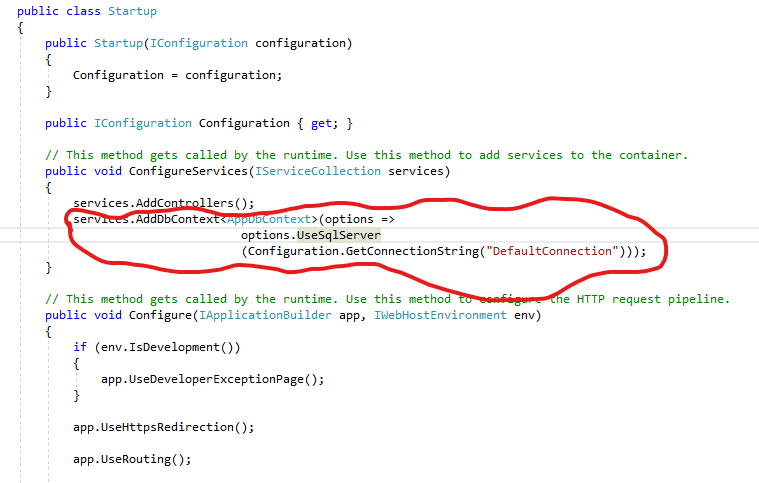 public class Startup
{
public Startup(IConfiguration configuration)
{
Configuration = configuration;
}
public IConfiguration Configuration { get; }
// This method gets called by the runtime. Use this method to add services to the container.
public void ConfigureServices(IServiceCollection services)
{
services.AddControllers();
services.AddDbContext<AppDbContext>(options =>
options.UseSqlServer
(Configuration.GetConnectionString("DefaultConnection")));
}
// This method gets called by the runtime. Use this method to configure the HTTP request pipeline.
public void Configure(IApplicationBuilder app, IWebHostEnvironment env)
{
if (env.IsDevelopment())
{
app.UseDeveloperExceptionPage();
}
app.UseHttpsRedirection();
app.UseRouting();